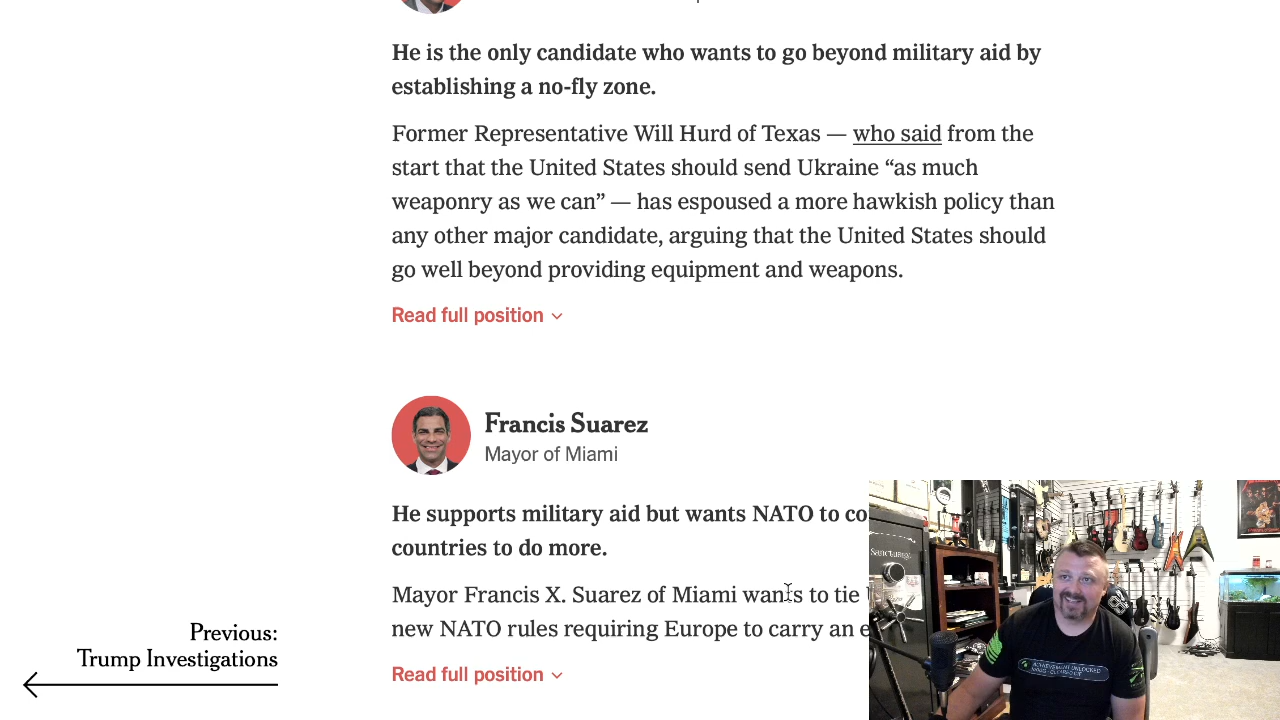 He is the only candidate who wants to go beyond military aid by
establishing a no-fly zone.
Former Representative Will Hurd of Texas — who said from the
start that the United States should send Ukraine “as much
weaponry as we can” — has espoused a more hawkish policy than
any other major candidate, arguing that the United States should
go well beyond providing equipment and weapons.
Read full position
Francis Suarez
Mayor of Miami
He supports military aid but wants NATO to co
countries to do more.
Mayor Francis X. Suarez of Miami wants to tie
new NATO rules requiring Europe to carry an e
Read full position
Previous:
Trump Investigations
Sanctuary
ACHIEVEMENT UNLOCKED